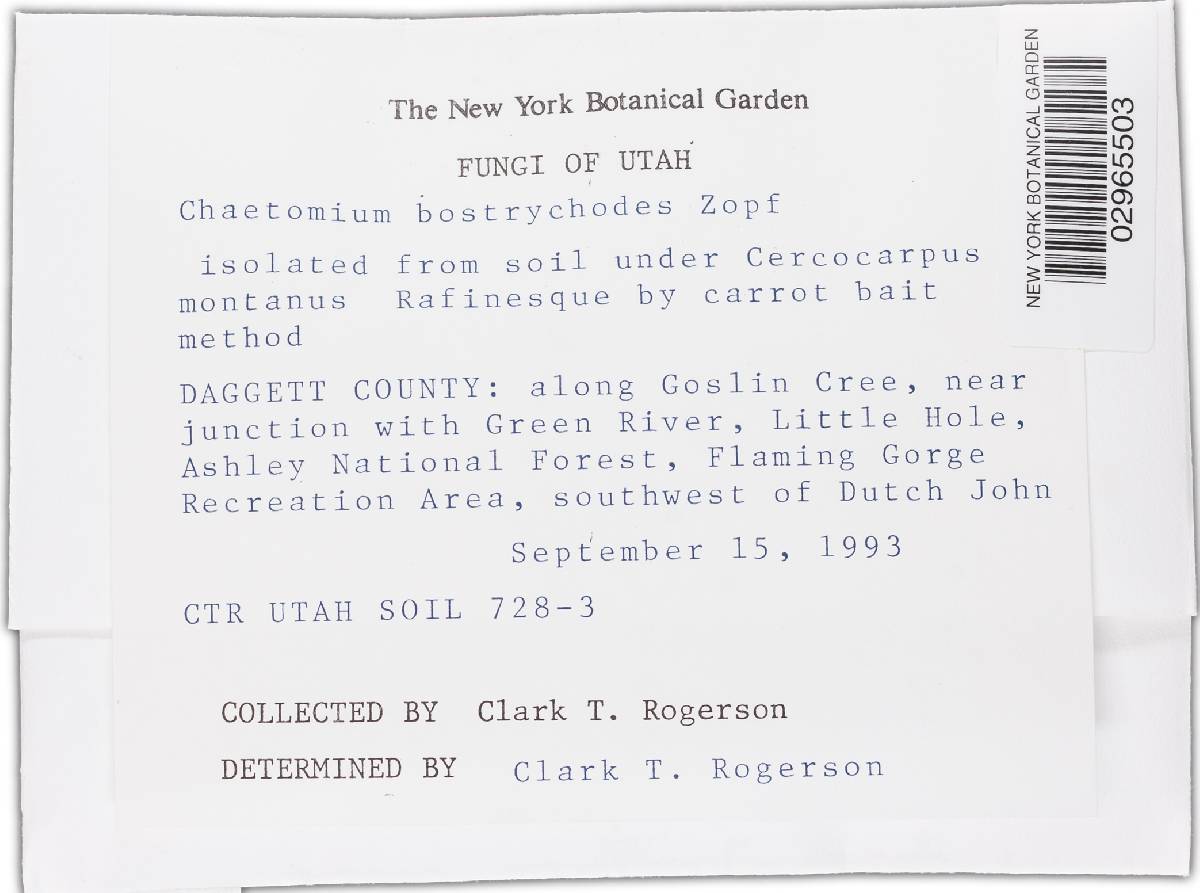 The New York Botanical Garden
FUNGI OF UTAH
Chaetomium bostrychodes Zopf
isolated from soil under Cercocarpus
montanus Rafinesque by carrot bait
method
DAGGETT COUNTY: along Goslin Cree, near
junction with Green River, Little Hole,
Ashley National Forest, Flaming Gorge
Recreation Area, southwest of Dutch John
September 15, 1993
CTR UTAH SOIL 728-3
COLLECTED BY Clark T. Rogerson
DETERMINED BY Clark T. Rogerson
NEW YORK BOTANICAL GARDEN
02965503